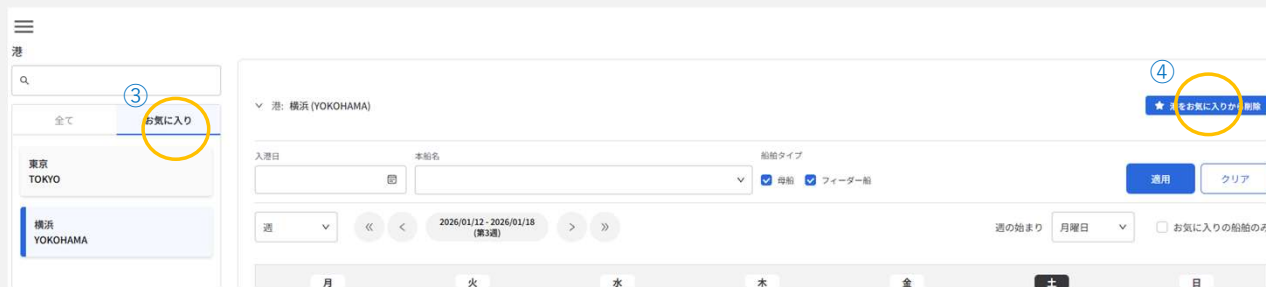 港
③
④
全て
お気に入り
港: 横浜 (YOKOHAMA)
港をお気に入りから削除
東京
TOKYO
入港日
本船名
船舶タイプ
母船
フィーダー船
適用
クリア
横浜
YOKOHAMA
週
2026/01/12 - 2026/01/18
(第3週)
週の始まり
月曜日
お気に入りの船舶のみ
月
火
水
木
金
土
日